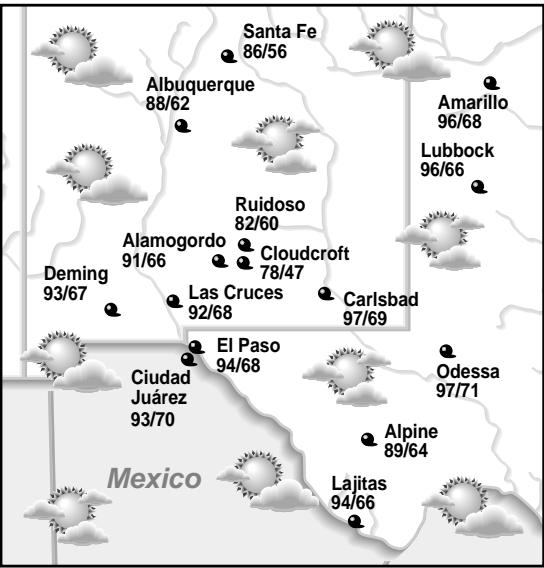 Santa Fe
86/56
Albuquerque
88/62
Amarillo
96/68
Lubbock
96/66
Ruidoso
82/60
Alamogordo
91/66
Cloudcroft
78/47
Deming
93/67
Las Cruces
92/68
Carlsbad
97/69
El Paso
94/68
Ciudad
Juárez
93/70
Odessa
97/71
Alpine
89/64
Mexico
Lajitas
94/66